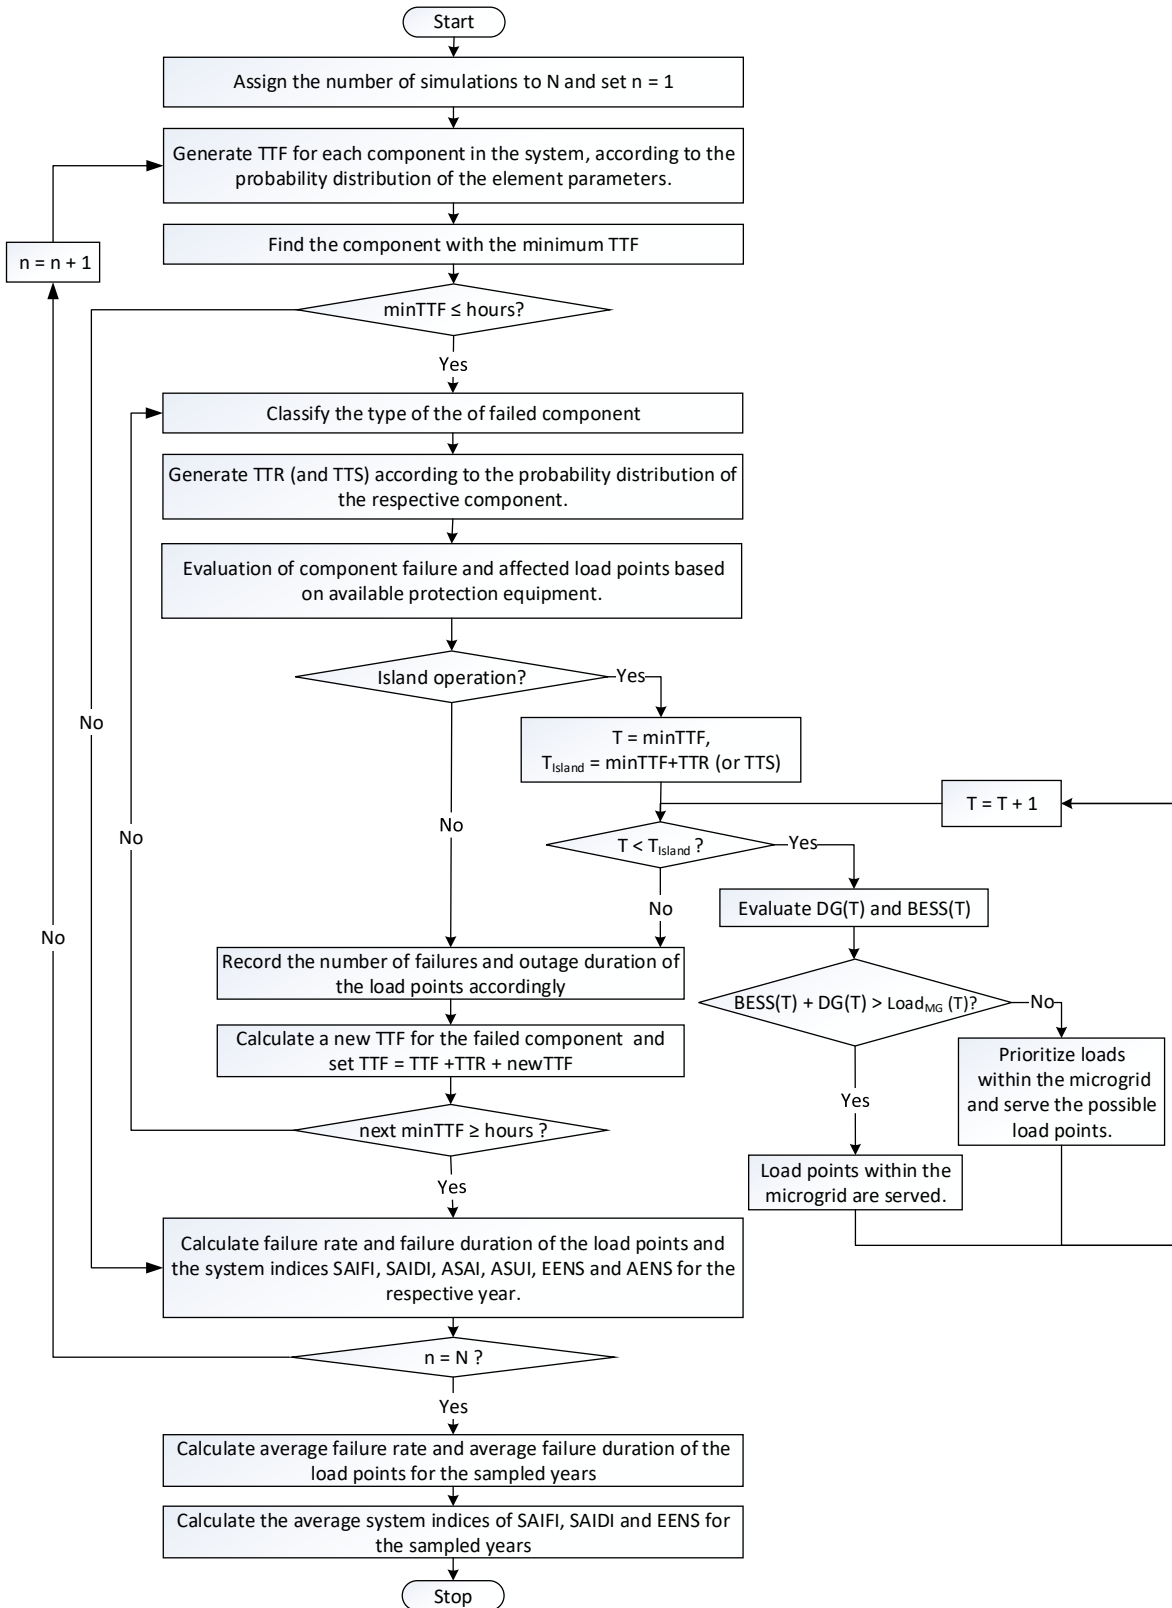 Start
Assign the number of simulations to N and set n = 1
Generate TTF for each component in the system, according to the
probability distribution of the element parameters.
Find the component with the minimum TTF
n = n + 1
minTTF ≤ hours?
Yes
Classify the type of the of failed component
Generate TTR (and TTS) according to the probability distribution of
the respective component.
Evaluation of component failure and affected load points based
on available protection equipment.
Island operation?
Yes
No
T = minTTF,
T_Island = minTTF+TTR (or TTS)
T = T + 1
No
No
T < T_Island ?
Yes
No
Evaluate DG(T) and BESS(T)
No
Record the number of failures and outage duration of
the load points accordingly
BESS(T) + DG(T) > Load_MG (T)?
No
Calculate a new TTF for the failed component and
set TTF = TTF +TTR + newTTF
Prioritize loads
within the microgrid
and serve the possible
load points.
Yes
next minTTF ≥ hours ?
Yes
Load points within the
microgrid are served.
Calculate failure rate and failure duration of the load points and
the system indices SAIFI, SAIDI, ASAI, ASUI, EENS and AENS for the
respective year.
n = N ?
Yes
Calculate average failure rate and average failure duration of the
load points for the sampled years
Calculate the average system indices of SAIFI, SAIDI and EENS for
the sampled years
Stop